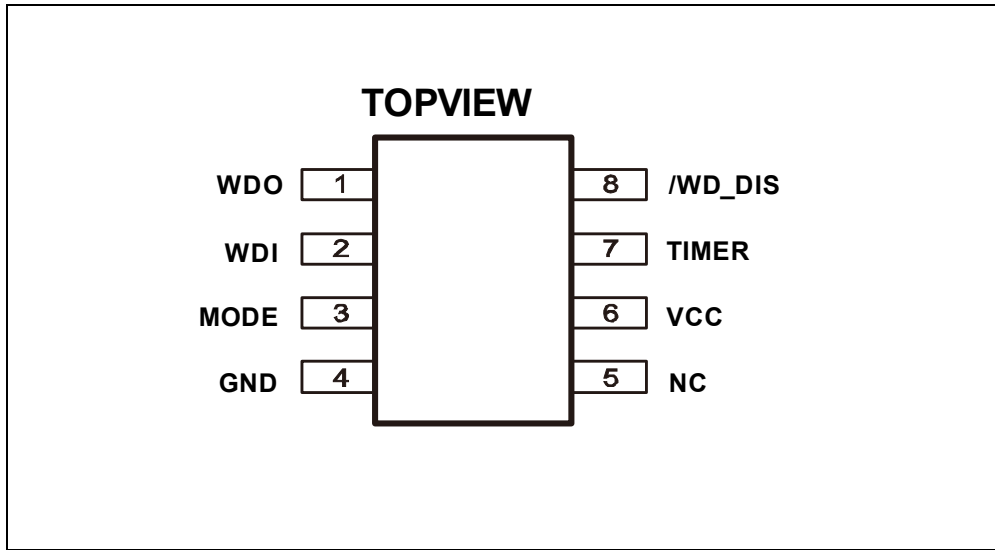 TOPVIEW
WDO 1 8 /WD_DIS
WDI 2 7 TIMER
MODE 3 6 VCC
GND 4 5 NC